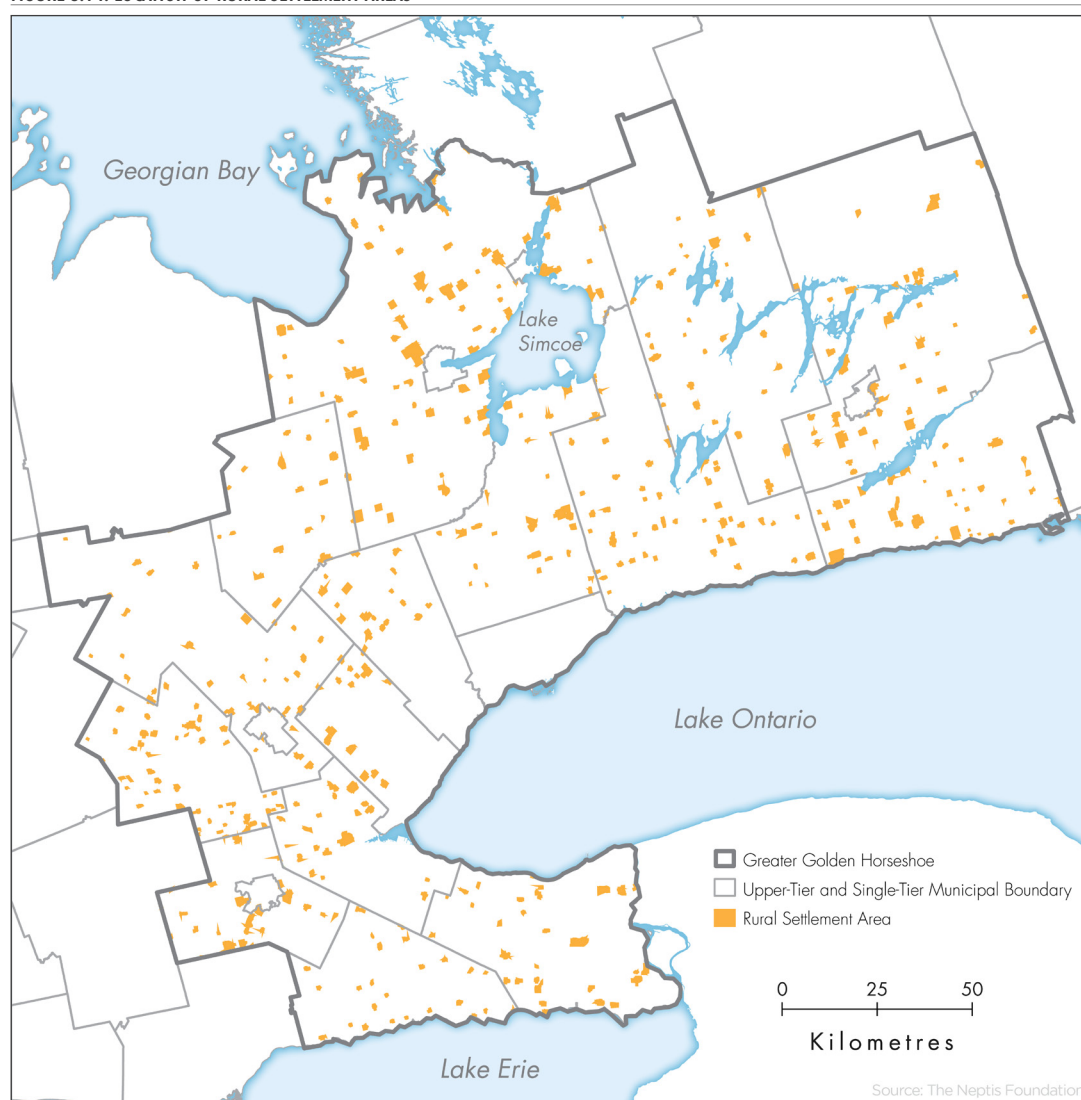 Georgian Bay
Lake
Simcoe
Lake Ontario
Greater Golden Horseshoe
Upper-Tier and Single-Tier Municipal Boundary
Rural Settlement Area
0 25 50
Kilometres
Lake Erie
Source: The Neptis Foundation